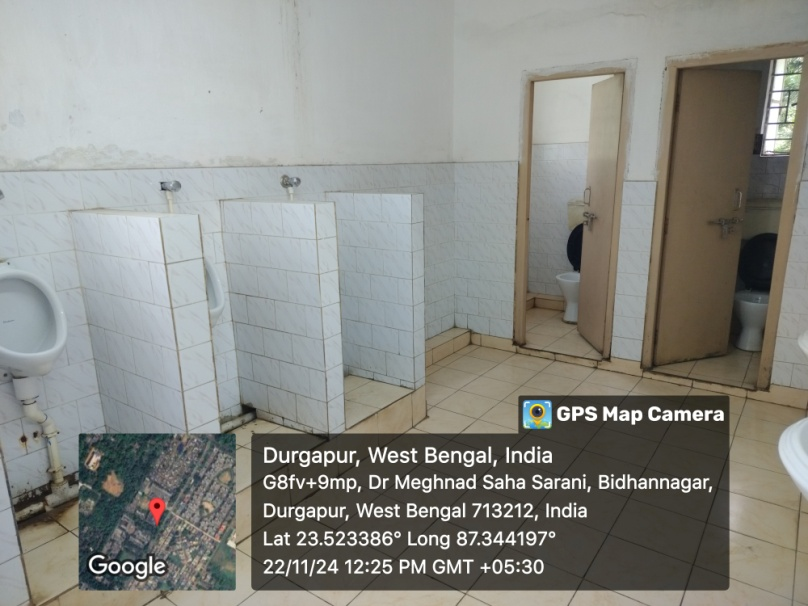 GPS Map Camera
Durgapur, West Bengal, India
G8fv+9mp, Dr Meghnad Saha Sarani, Bidhannagar,
Durgapur, West Bengal 713212, India
Lat 23.523386° Long 87.344197°
22/11/24 12:25 PM GMT +05:30
Google